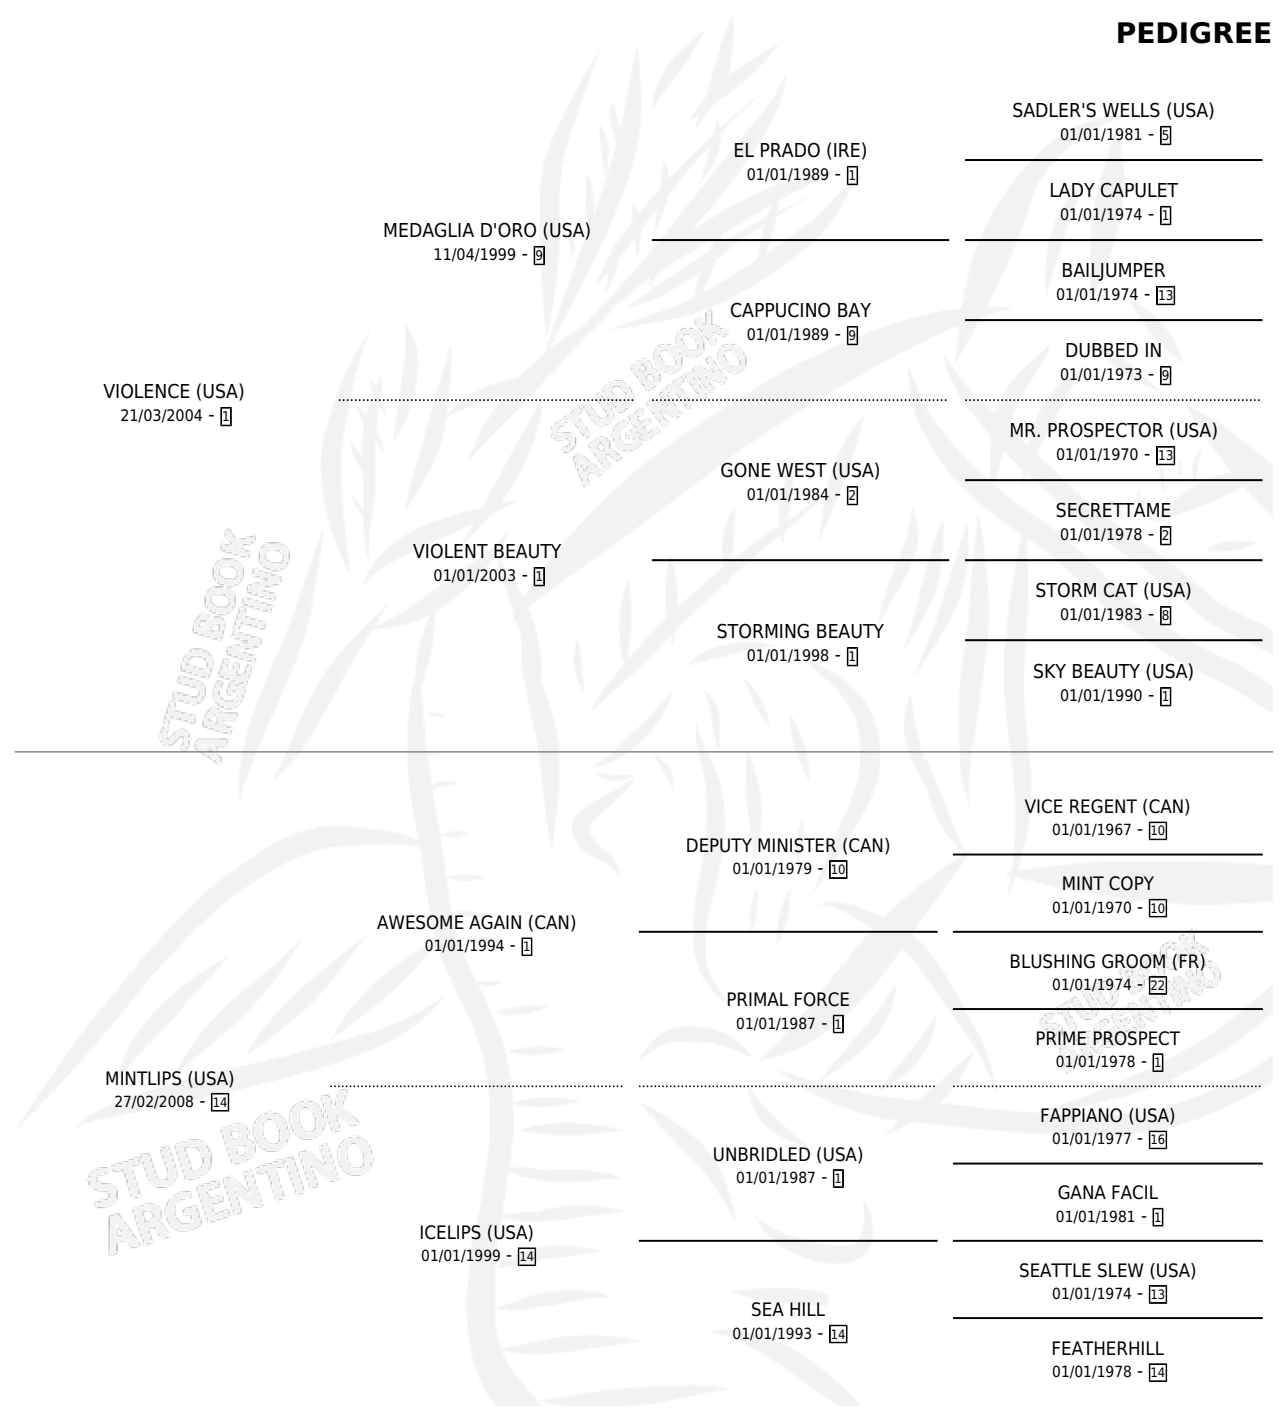 PEDIGREE
VIOLENCE (USA)
21/03/2004 - 1
MEDAGLIA D'ORO (USA)
11/04/1999 - 9
EL PRADO (IRE)
01/01/1989 - 1
SADLER'S WELLS (USA)
01/01/1981 - 5
LADY CAPULET
01/01/1974 - 1
CAPPUCINO BAY
01/01/1989 - 9
BAILJUMPER
01/01/1974 - 13
DUBBED IN
01/01/1973 - 9
VIOLENT BEAUTY
01/01/2003 - 1
GONE WEST (USA)
01/01/1984 - 2
MR. PROSPECTOR (USA)
01/01/1970 - 13
SECRETTAME
01/01/1978 - 2
STORMING BEAUTY
01/01/1998 - 1
STORM CAT (USA)
01/01/1983 - 8
SKY BEAUTY (USA)
01/01/1990 - 1
MINTLIPS (USA)
27/02/2008 - 14
AWESOME AGAIN (CAN)
01/01/1994 - 1
DEPUTY MINISTER (CAN)
01/01/1979 - 10
VICE REGENT (CAN)
01/01/1967 - 10
MINT COPY
01/01/1970 - 10
PRIMAL FORCE
01/01/1987 - 1
BLUSHING GROOM (FR)
01/01/1974 - 22
PRIME PROSPECT
01/01/1978 - 1
ICELIPS (USA)
01/01/1999 - 14
UNBRIDLED (USA)
01/01/1987 - 1
FAPPIANO (USA)
01/01/1977 - 16
GANA FACIL
01/01/1981 - 1
SEA HILL
01/01/1993 - 14
SEATTLE SLEW (USA)
01/01/1974 - 13
FEATHERHILL
01/01/1978 - 14
STUD BOOK
ARGENTINO
STUD BOOK
ARGENTINO
STUD BOOK
ARGENTINO
STUD BOOK
ARGENTINO